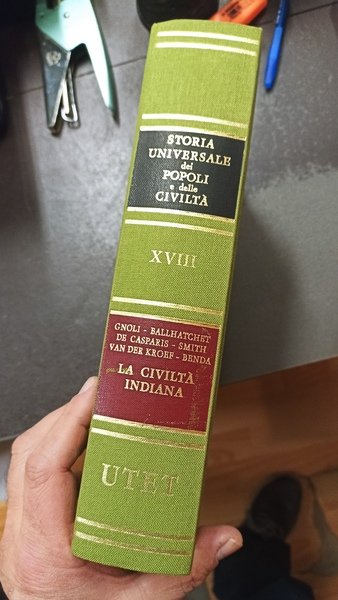 STORIA
UNIVERSALE
dei
POPOLI
e delle
CIVILTÀ
XVIII
GNOLI - BALLHATCHET
DE CASPARIS - SMITH
VAN DER KROEF - BENDA
LA CIVILTÀ
INDIANA
UTET